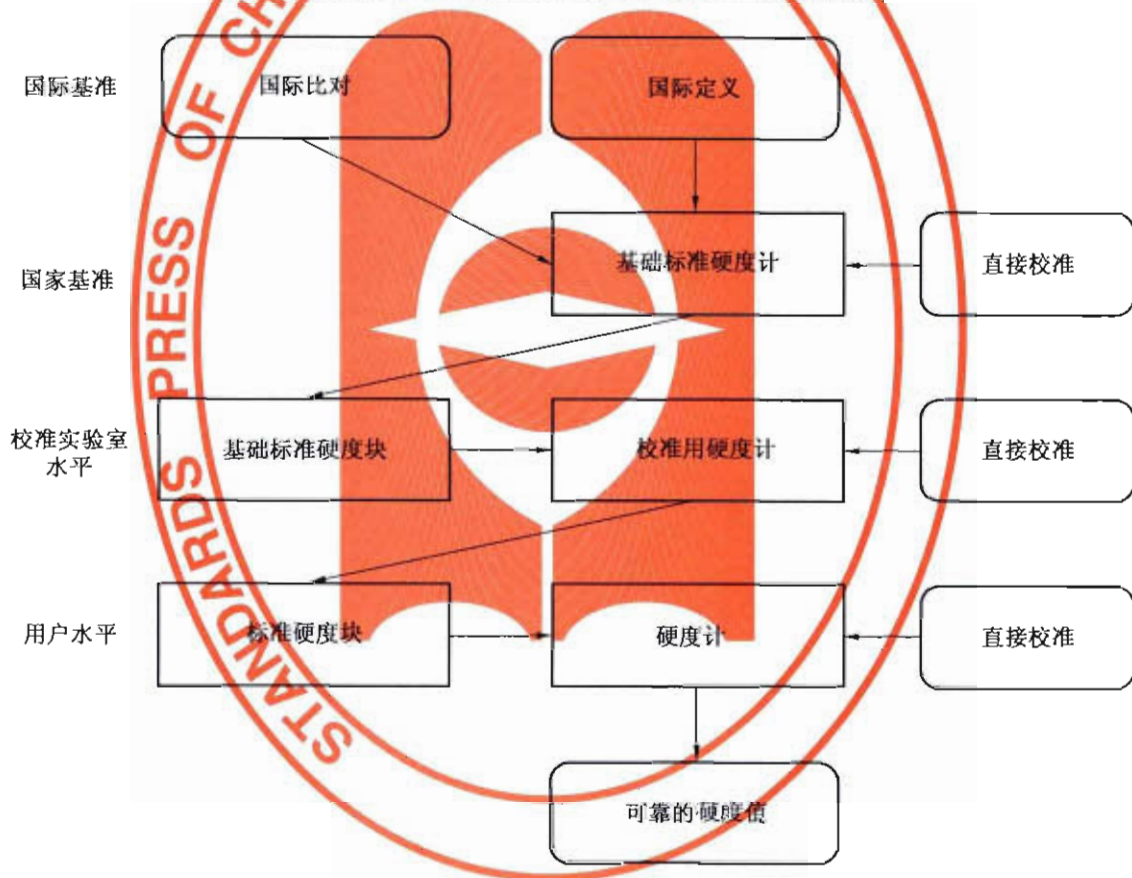 国际基准
国际比对
国际定义
国家基准
基础标准硬度计
直接校准
校准实验室
水平
基础标准硬度块
校准用硬度计
直接校准
用户水平
标准硬度块
硬度计
直接校准
可靠的硬度值
STANDARDS PRESS OF CH